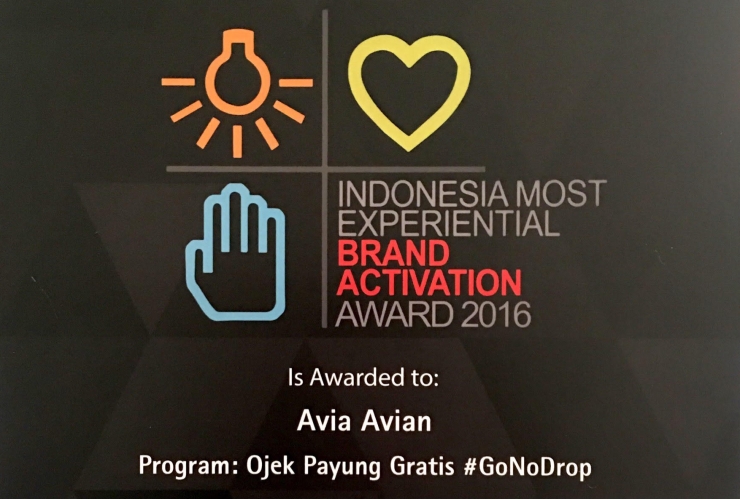 INDONESIA MOST
EXPERIENTIAL
BRAND
ACTIVATION
AWARD 2016
Is Awarded to:
Avia Avian
Program: Ojek Payung Gratis #GoNoDrop